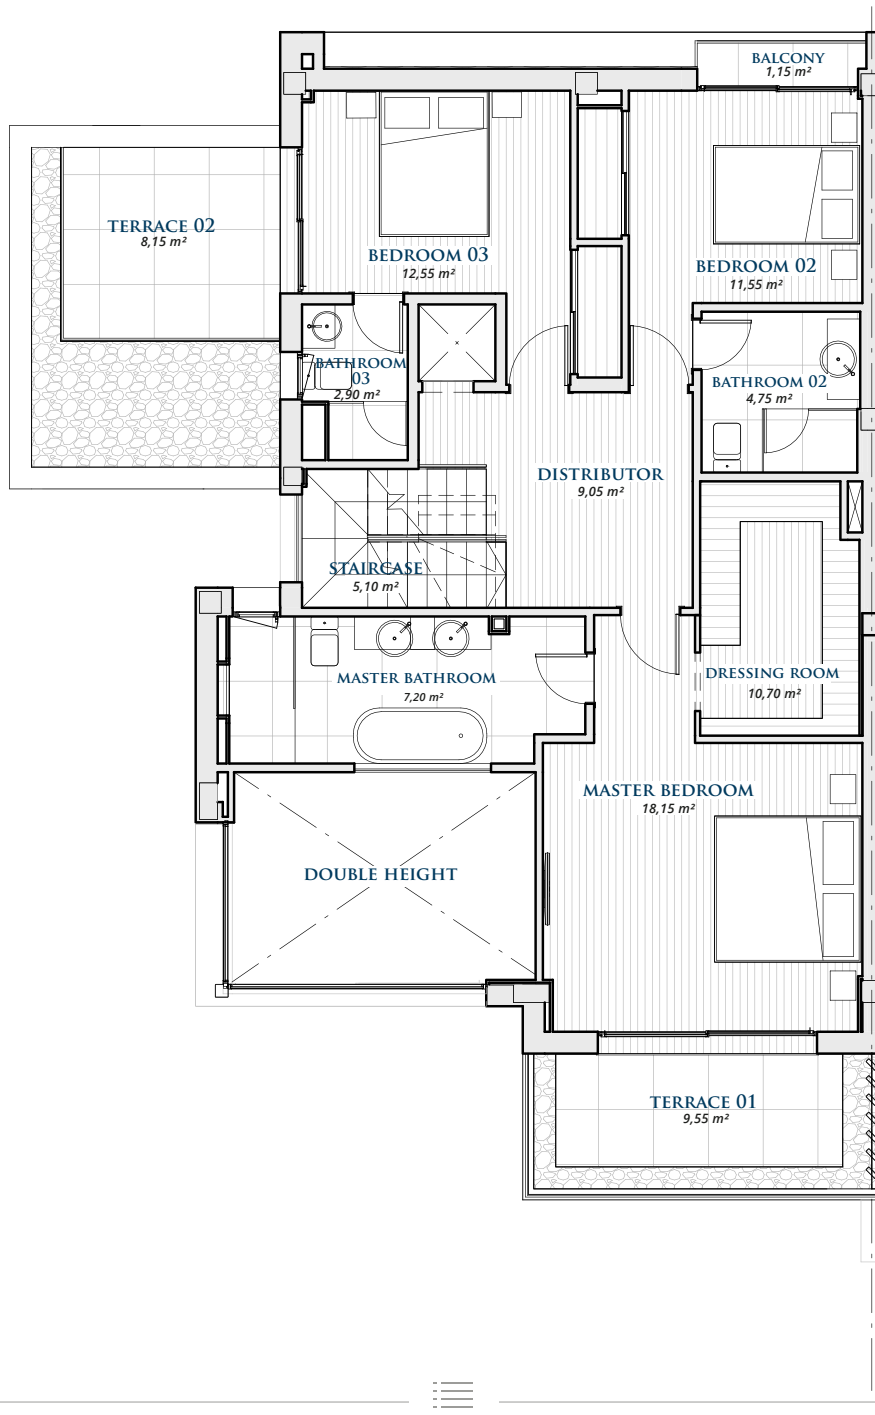 BALCONY
1,15 m²
TERRACE 02
8,15 m²
BEDROOM 03
12,55 m²
BEDROOM 02
11,55 m²
BATHROOM
03
2,90 m²
BATHROOM 02
4,75 m²
DISTRIBUTOR
9,05 m²
STAIRCASE
5,10 m²
MASTER BATHROOM
7,20 m²
DRESSING ROOM
10,70 m²
MASTER BEDROOM
18,15 m²
DOUBLE HEIGHT
TERRACE 01
9,55 m²